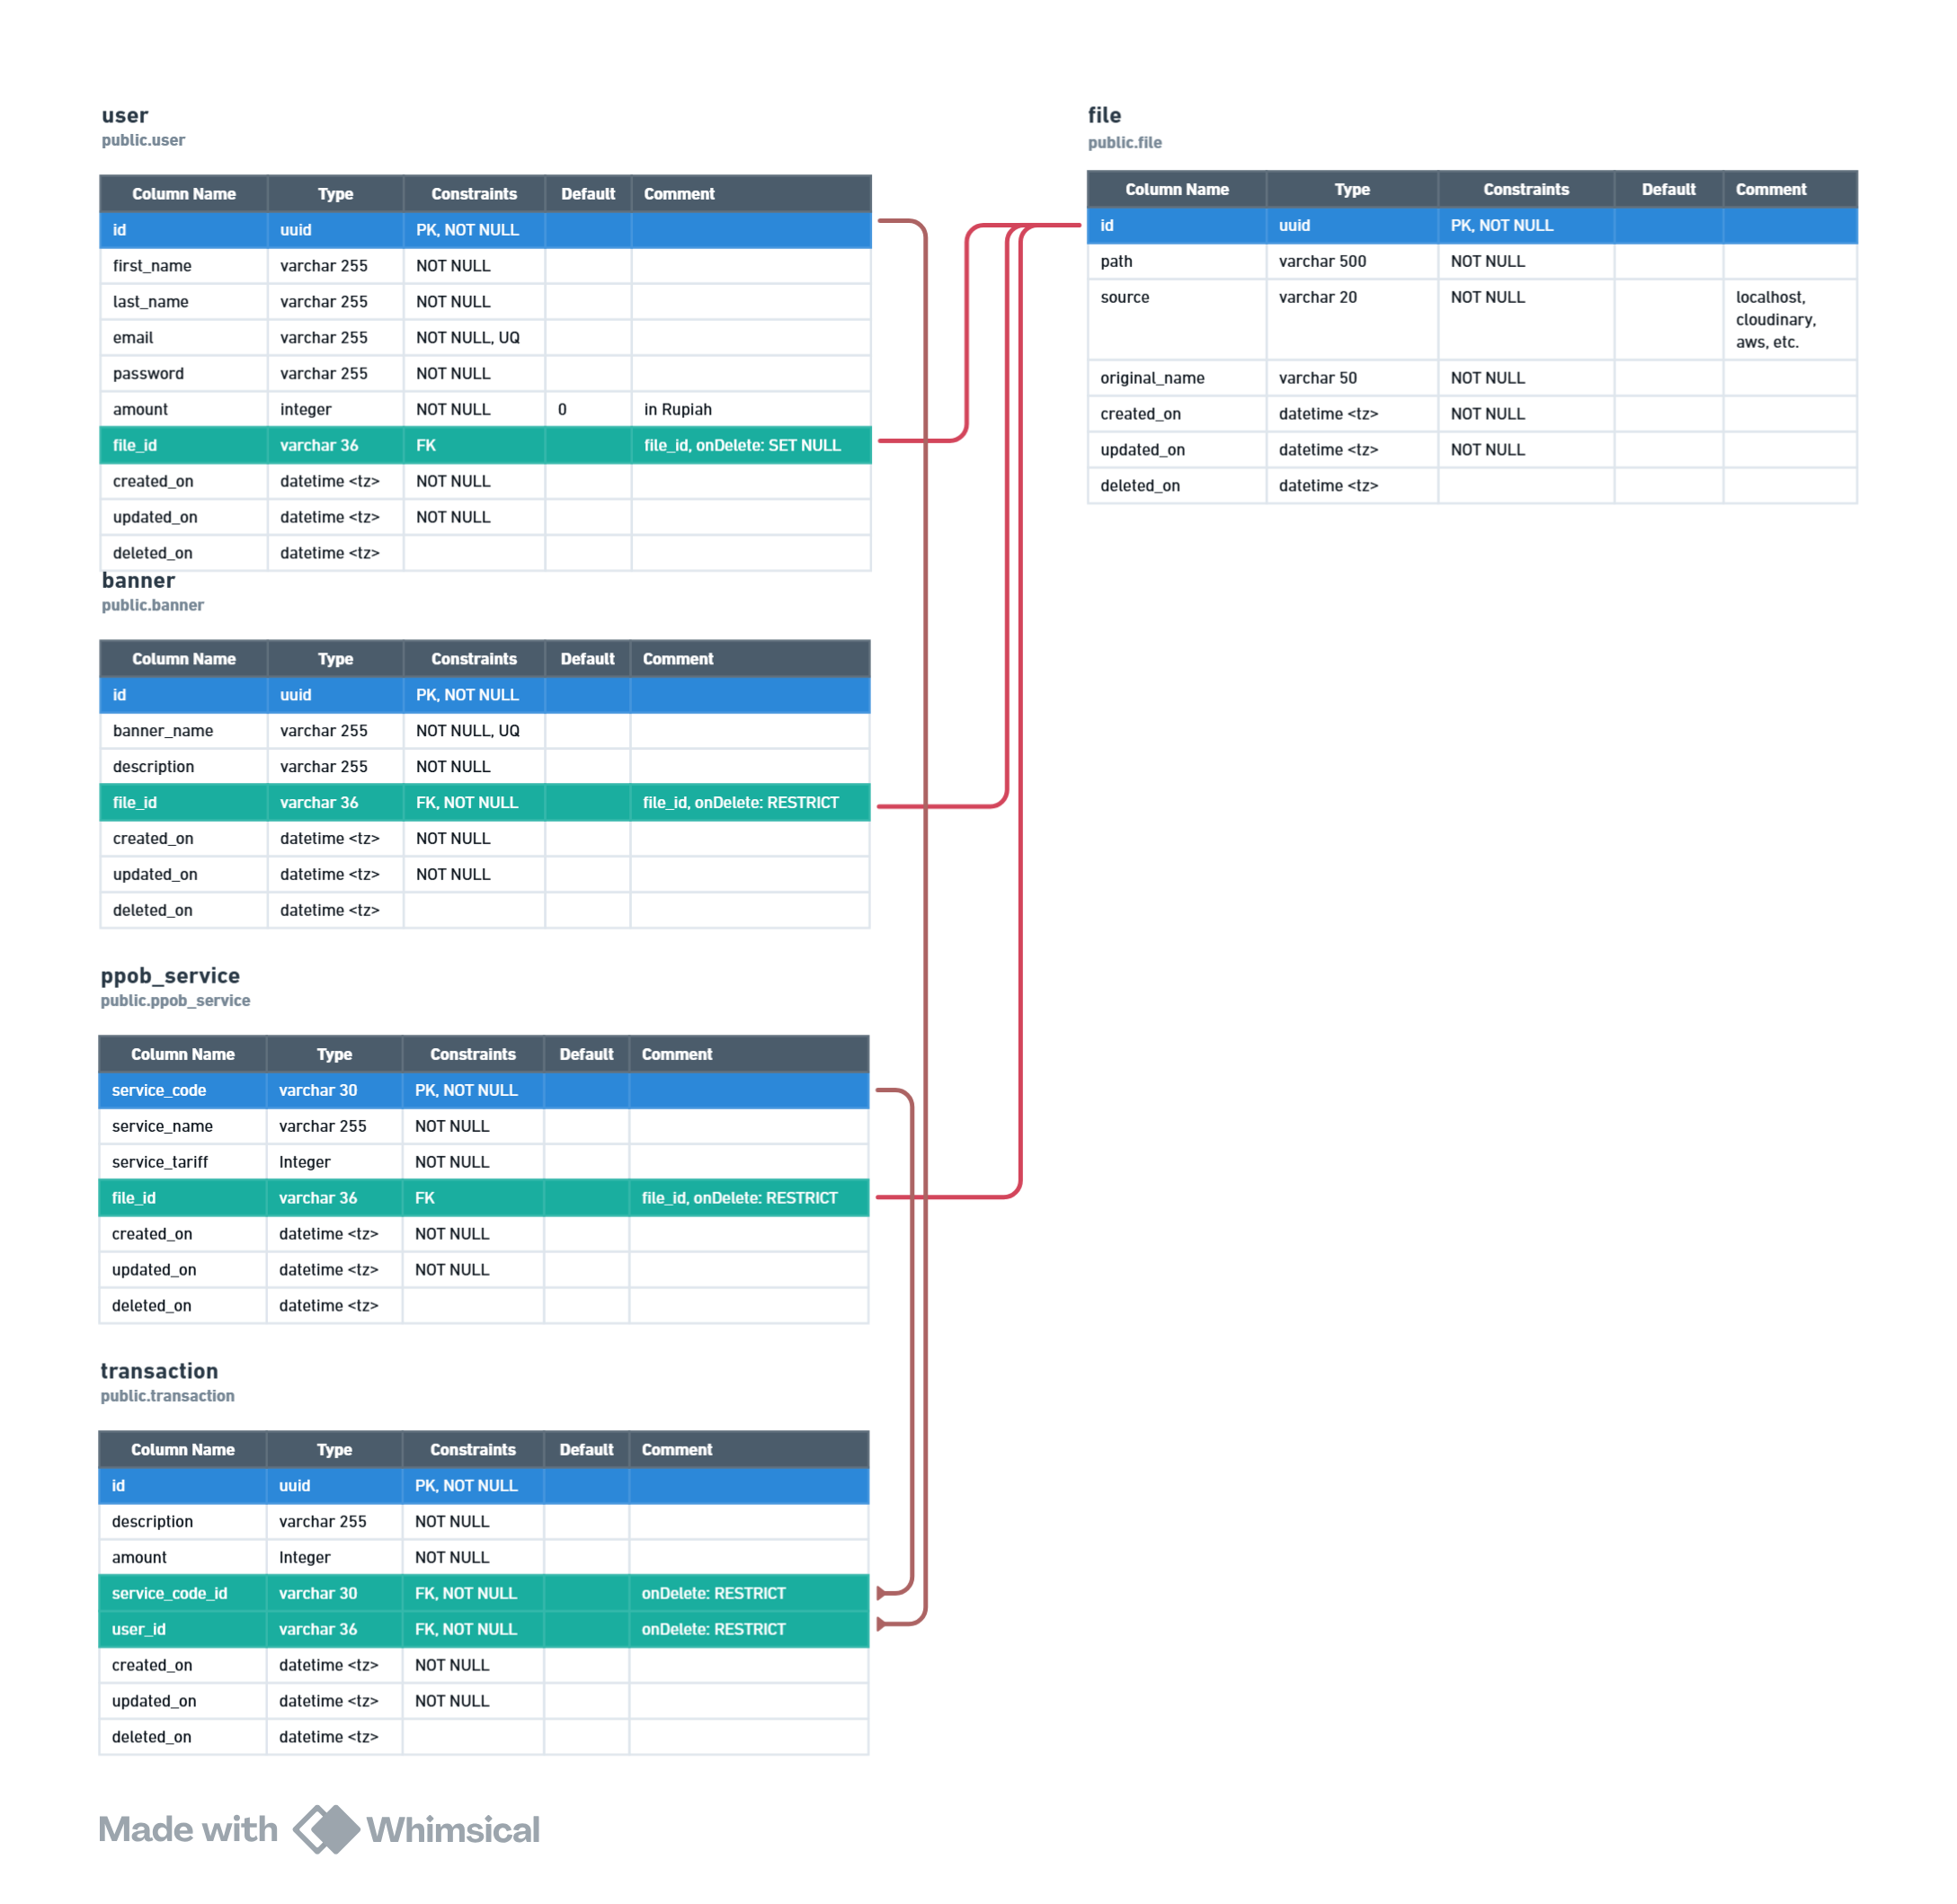 user
public.user
Column Name Type Constraints Default Comment
id uuid PK, NOT NULL
first_name varchar 255 NOT NULL
last_name varchar 255 NOT NULL
email varchar 255 NOT NULL, UQ
password varchar 255 NOT NULL
amount integer NOT NULL 0 in Rupiah
file_id varchar 36 FK file_id, onDelete: SET NULL
created_on datetime <tz> NOT NULL
updated_on datetime <tz> NOT NULL
deleted_on datetime <tz>
banner
public.banner
Column Name Type Constraints Default Comment
id uuid PK, NOT NULL
banner_name varchar 255 NOT NULL, UQ
description varchar 255 NOT NULL
file_id varchar 36 FK, NOT NULL file_id, onDelete: RESTRICT
created_on datetime <tz> NOT NULL
updated_on datetime <tz> NOT NULL
deleted_on datetime <tz>
ppob_service
public.ppob_service
Column Name Type Constraints Default Comment
service_code varchar 30 PK, NOT NULL
service_name varchar 255 NOT NULL
service_tariff Integer NOT NULL
file_id varchar 36 FK file_id, onDelete: RESTRICT
created_on datetime <tz> NOT NULL
updated_on datetime <tz> NOT NULL
deleted_on datetime <tz>
transaction
public.transaction
Column Name Type Constraints Default Comment
id uuid PK, NOT NULL
description varchar 255 NOT NULL
amount Integer NOT NULL
service_code_id varchar 30 FK, NOT NULL onDelete: RESTRICT
user_id varchar 36 FK, NOT NULL onDelete: RESTRICT
created_on datetime <tz> NOT NULL
updated_on datetime <tz> NOT NULL
deleted_on datetime <tz>
file
public.file
Column Name Type Constraints Default Comment
id uuid PK, NOT NULL
path varchar 500 NOT NULL
source varchar 20 NOT NULL localhost,
cloudinary,
aws, etc.
original_name varchar 50 NOT NULL
created_on datetime <tz> NOT NULL
updated_on datetime <tz> NOT NULL
deleted_on datetime <tz>
Made with Whimsical